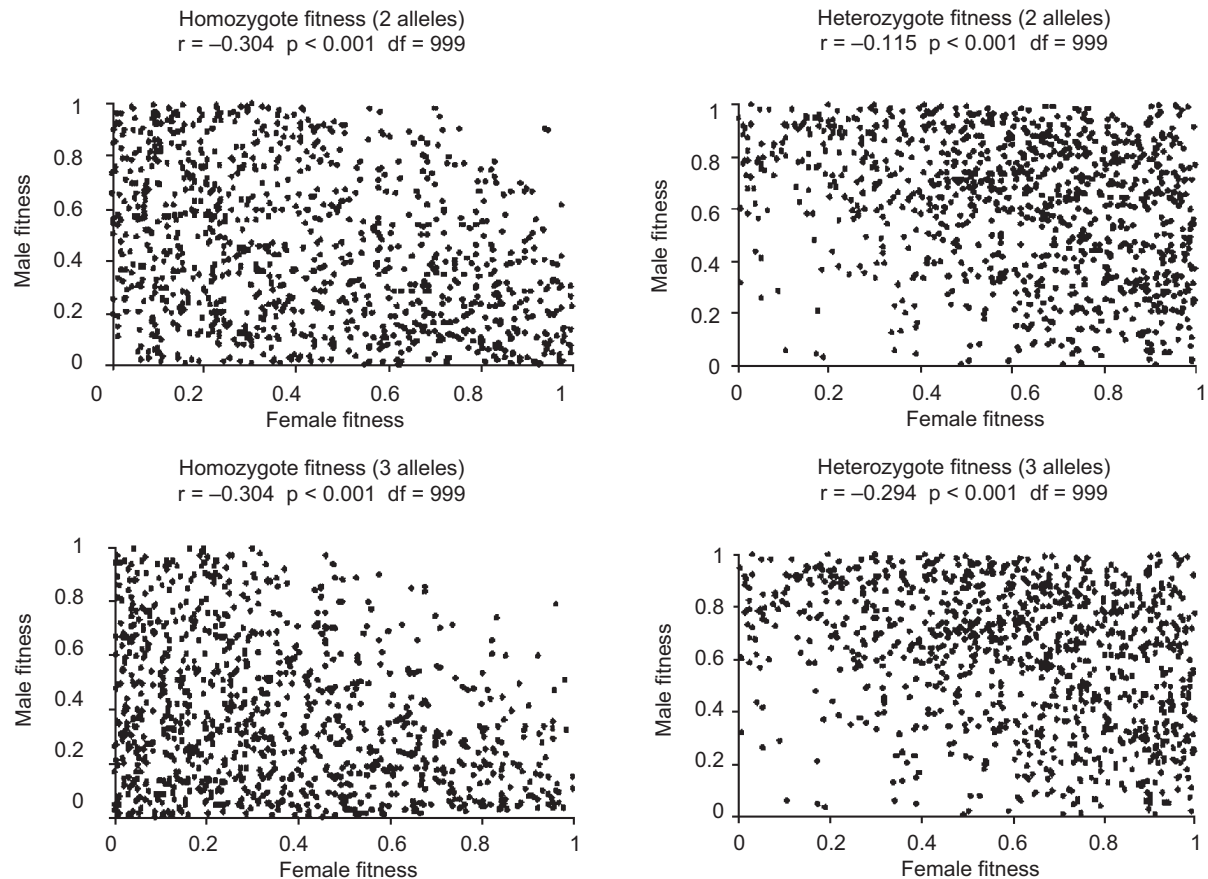 Homozygote fitness (2 alleles)
r = –0.304 p < 0.001 df = 999
1
0.8
0.6
0.4
0.2
0
Male fitness
0 0.2 0.4 0.6 0.8 1
Female fitness
Heterozygote fitness (2 alleles)
r = –0.115 p < 0.001 df = 999
1
0.8
0.6
0.4
0.2
0
Male fitness
0 0.2 0.4 0.6 0.8 1
Female fitness
Homozygote fitness (3 alleles)
r = –0.304 p < 0.001 df = 999
1
0.8
0.6
0.4
0.2
0
Male fitness
0 0.2 0.4 0.6 0.8 1
Female fitness
Heterozygote fitness (3 alleles)
r = –0.294 p < 0.001 df = 999
1
0.8
0.6
0.4
0.2
0
Male fitness
0 0.2 0.4 0.6 0.8 1
Female fitness